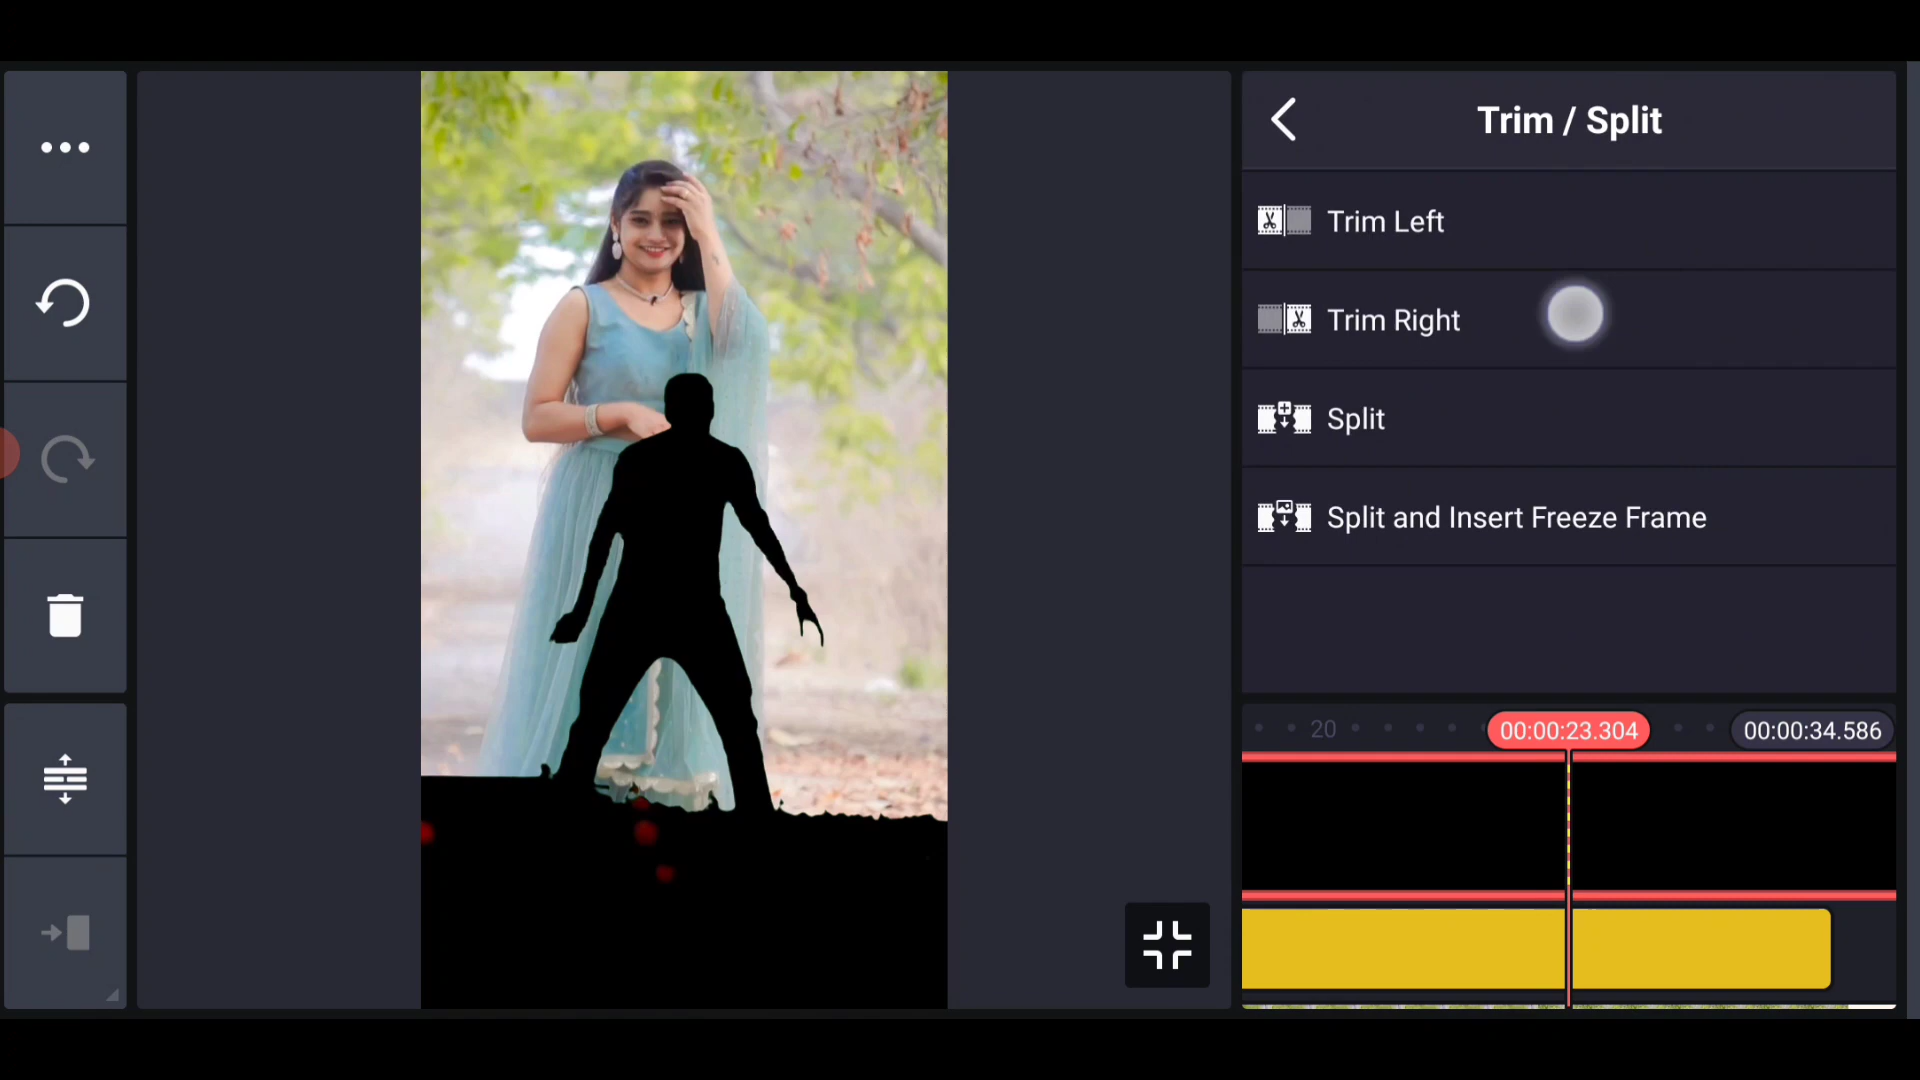 Trim / Split
Trim Left
Trim Right
Split
Split and Insert Freeze Frame
20
00:00:23.304
00:00:34.586